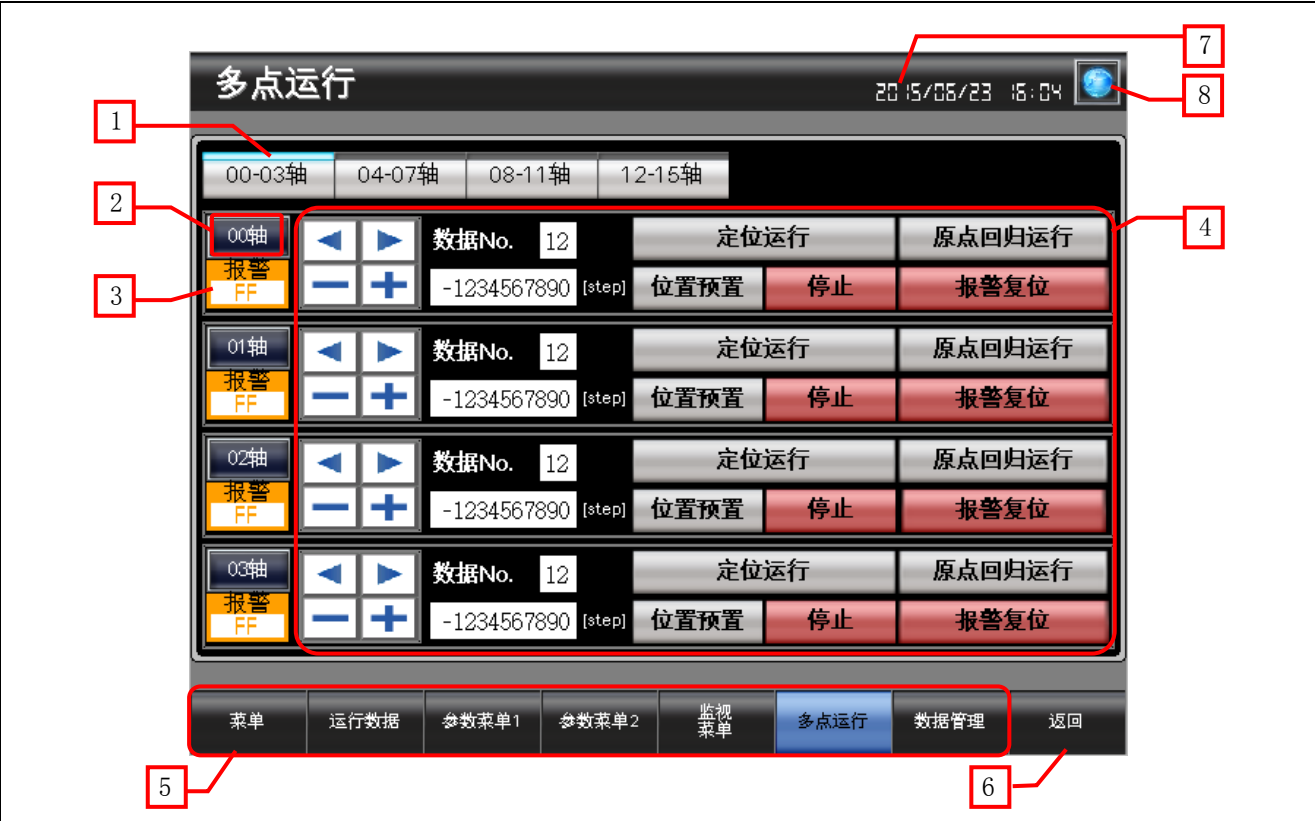 7
多点运行
2015/06/23 16:04
8
1
00-03轴 04-07轴 08-11轴 12-15轴
2
00轴 数据No. 12 定位运行 原点回归运行
4
报警
3
FF -1234567890 [step] 位置预置 停止 报警复位
01轴 数据No. 12 定位运行 原点回归运行
报警
FF -1234567890 [step] 位置预置 停止 报警复位
02轴 数据No. 12 定位运行 原点回归运行
报警
FF -1234567890 [step] 位置预置 停止 报警复位
03轴 数据No. 12 定位运行 原点回归运行
报警
FF -1234567890 [step] 位置预置 停止 报警复位
菜单 运行数据 参数菜单1 参数菜单2 监视菜单 多点运行 数据管理 返回
5
6